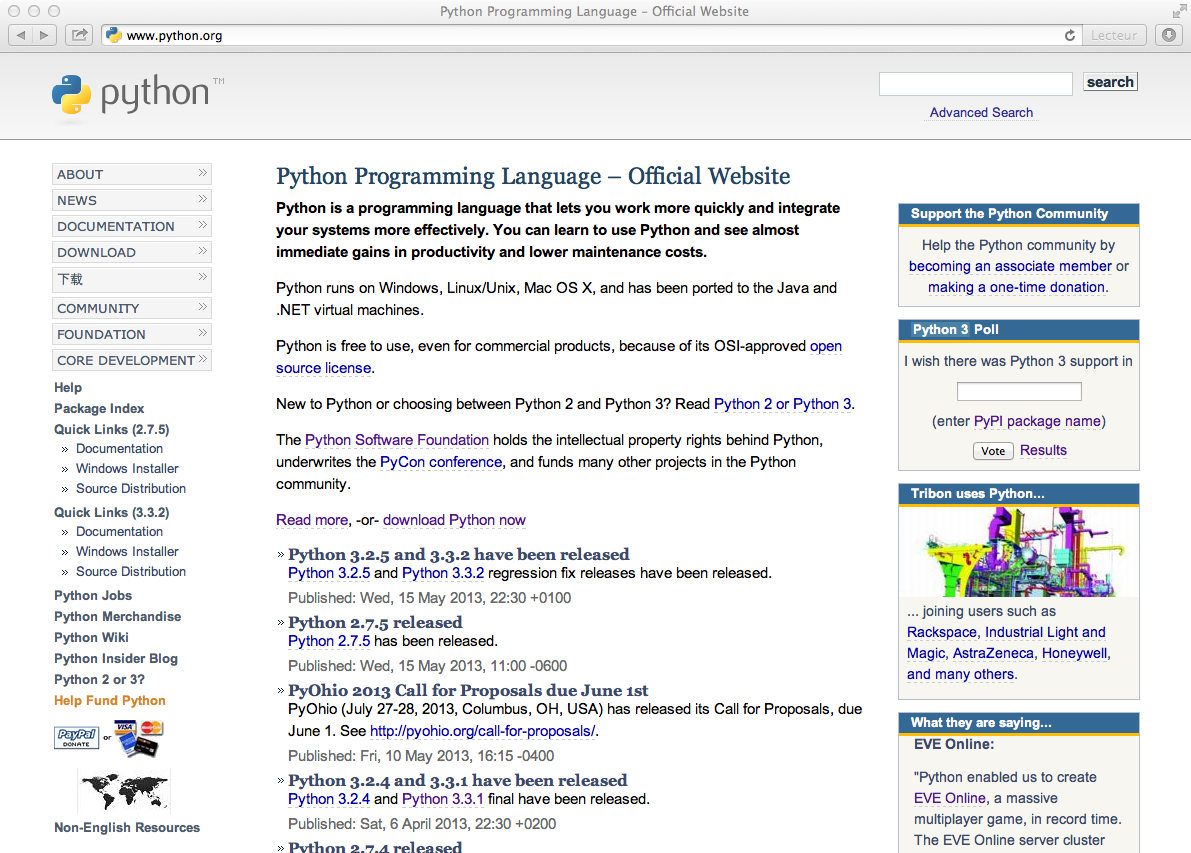 Python Programming Language – Official Website
www.python.org
Lecteur
python™
search
Advanced Search
ABOUT
NEWS
DOCUMENTATION
DOWNLOAD
下载
COMMUNITY
FOUNDATION
CORE DEVELOPMENT
Help
Package Index
Quick Links (2.7.5)
» Documentation
» Windows Installer
» Source Distribution
Quick Links (3.3.2)
» Documentation
» Windows Installer
» Source Distribution
Python Jobs
Python Merchandise
Python Wiki
Python Insider Blog
Python 2 or 3?
Help Fund Python
PayPal
DONATE
or
VISA
MasterCard
Non-English Resources
Python Programming Language – Official Website
Python is a programming language that lets you work more quickly and integrate
your systems more effectively. You can learn to use Python and see almost
immediate gains in productivity and lower maintenance costs.
Python runs on Windows, Linux/Unix, Mac OS X, and has been ported to the Java and
.NET virtual machines.
Python is free to use, even for commercial products, because of its OSI-approved open
source license.
New to Python or choosing between Python 2 and Python 3? Read Python 2 or Python 3.
The Python Software Foundation holds the intellectual property rights behind Python,
underwrites the PyCon conference, and funds many other projects in the Python
community.
Read more, -or- download Python now
» Python 3.2.5 and 3.3.2 have been released
Python 3.2.5 and Python 3.3.2 regression fix releases have been released.
Published: Wed, 15 May 2013, 22:30 +0100
» Python 2.7.5 released
Python 2.7.5 has been released.
Published: Wed, 15 May 2013, 11:00 -0600
» PyOhio 2013 Call for Proposals due June 1st
PyOhio (July 27-28, 2013, Columbus, OH, USA) has released its Call for Proposals, due
June 1. See http://pyohio.org/call-for-proposals/.
Published: Fri, 10 May 2013, 16:15 -0400
» Python 3.2.4 and 3.3.1 have been released
Python 3.2.4 and Python 3.3.1 final have been released.
Published: Sat, 6 April 2013, 22:30 +0200
» Python 2.7.4 released
Support the Python Community
Help the Python community by
becoming an associate member or
making a one-time donation.
Python 3 Poll
I wish there was Python 3 support in
(enter PyPI package name)
Vote Results
Tribon uses Python...
... joining users such as
Rackspace, Industrial Light and
Magic, AstraZeneca, Honeywell,
and many others.
What they are saying...
EVE Online:
"Python enabled us to create
EVE Online, a massive
multiplayer game, in record time.
The EVE Online server cluster